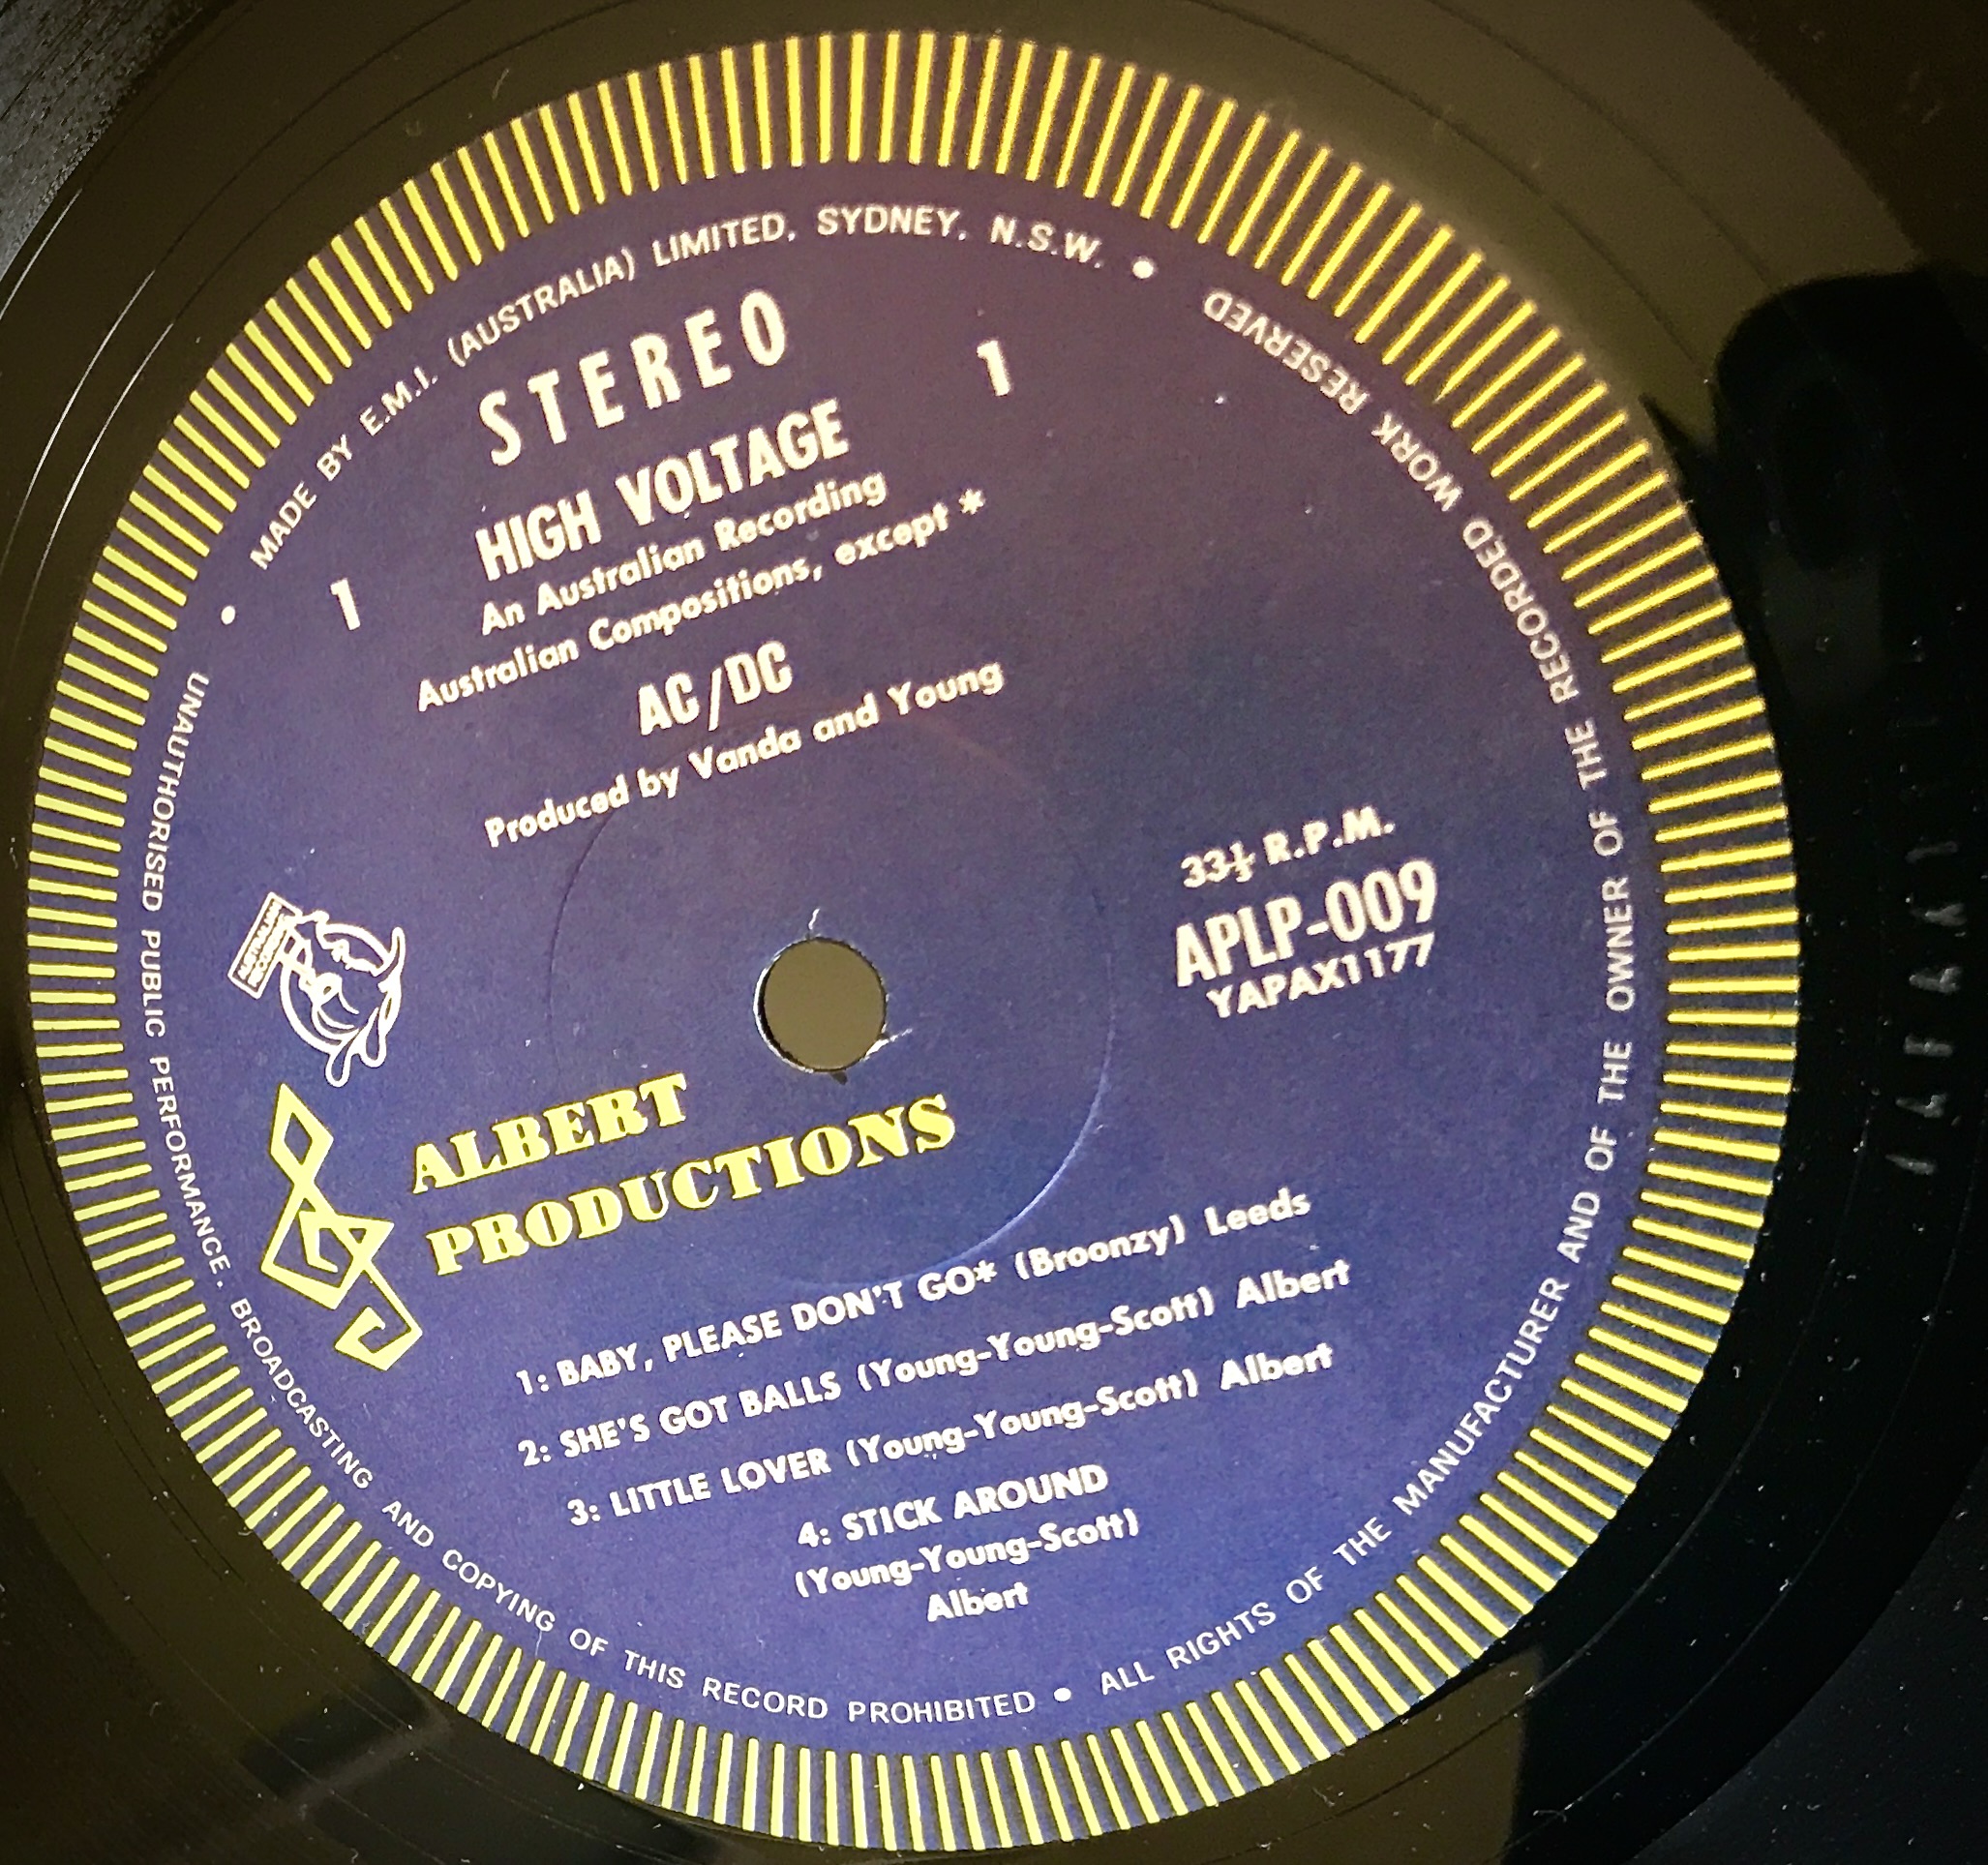 MADE BY E.M.I. (AUSTRALIA) LIMITED, SYDNEY, N.S.W. •
STEREO
1
1
HIGH VOLTAGE
An Australian Recording
Australian Compositions, except *
AC/DC
Produced by Vanda and Young
33⅓ R.P.M.
APLP-009
YAPAX1177
AUSTRALIAN
RECORDING
ALBERT
PRODUCTIONS
1: BABY, PLEASE DON'T GO* (Broonzy) Leeds
2: SHE'S GOT BALLS (Young-Young-Scott) Albert
3: LITTLE LOVER (Young-Young-Scott) Albert
4: STICK AROUND
(Young-Young-Scott)
Albert
ALL RIGHTS OF THE MANUFACTURER AND OF THE OWNER OF THE RECORDED WORK RESERVED
UNAUTHORISED PUBLIC PERFORMANCE. BROADCASTING AND COPYING OF THIS RECORD PROHIBITED •